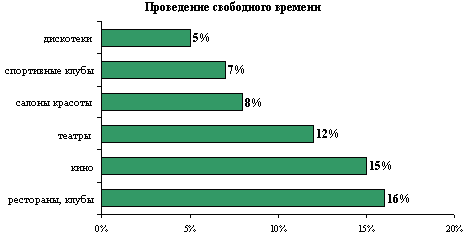 Проведение свободного времени
дискотеки 5%
спортивные клубы 7%
салоны красоты 8%
театры 12%
кино 15%
рестораны, клубы 16%
0% 5% 10% 15% 20%